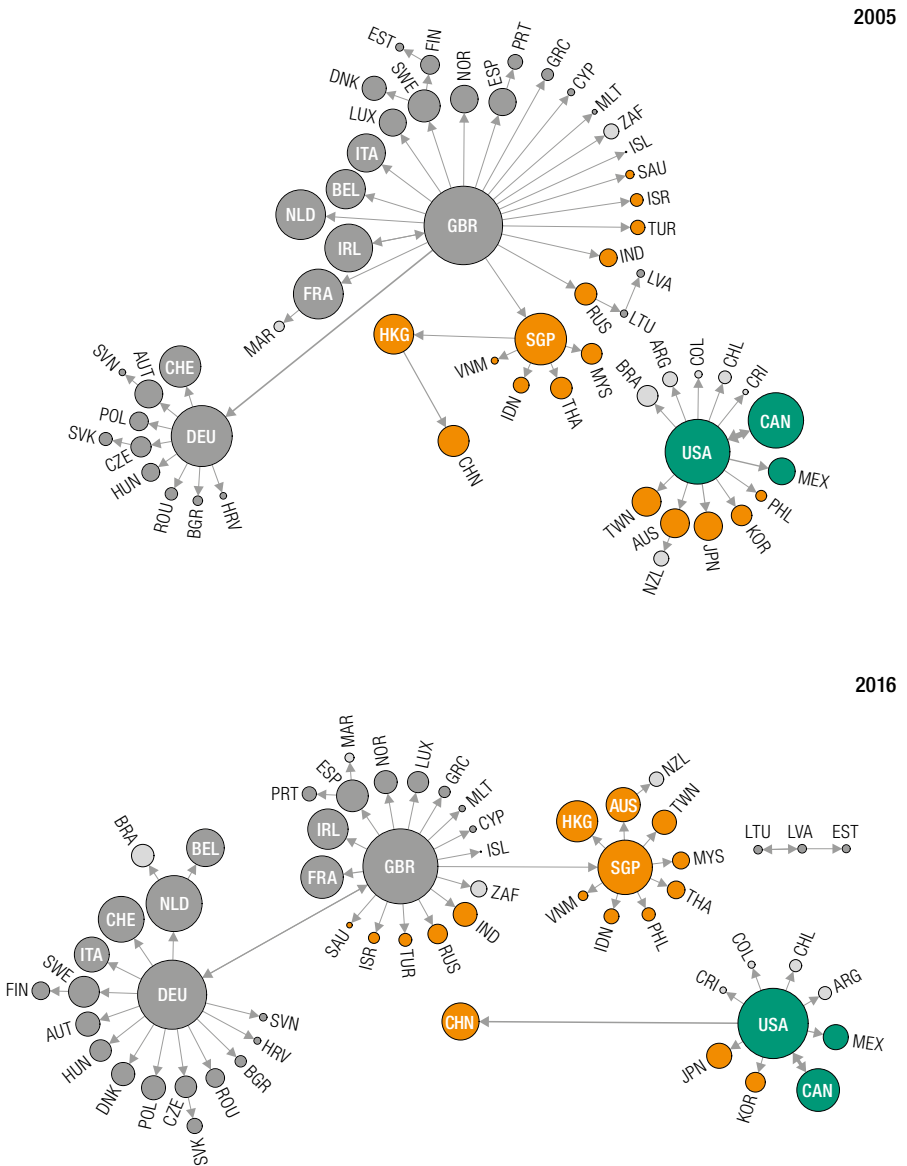 2005
EST
FIN
PRT
GRC
DNK
SWE
NOR
ESP
CYP
MLT
LUX
ZAF
ITA
ISL
SAU
BEL
ISR
NLD
GBR
TUR
IRL
IND
LVA
FRA
RUS
LTU
MAR
HKG
SGP
VNM
MYS
IDN
THA
CHN
SVN
AUT
CHE
POL
DEU
SVK
CZE
HUN
ROU
BGR
HRV
BRA
ARG
COL
CHL
CRI
CAN
USA
MEX
PHL
TWN
AUS
JPN
KOR
NZL
2016
MAR
ESP
NOR
LUX
GRC
PRT
MLT
IRL
CYP
ISL
FRA
GBR
ZAF
IND
SAU
ISR
TUR
RUS
NZL
AUS
TWN
HKG
MYS
SGP
THA
VNM
IDN
PHL
LTU
LVA
EST
BRA
BEL
NLD
CHE
ITA
SWE
FIN
DEU
AUT
SVN
HRV
HUN
BGR
DNK
POL
CZE
ROU
SVK
CHN
COL
CHL
CRI
ARG
USA
MEX
JPN
KOR
CAN